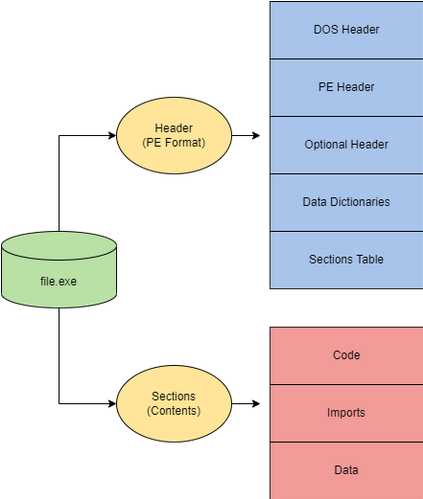 DOS Header
PE Header
Header
(PE Format)
Optional Header
Data Dictionaries
Sections Table
file.exe
Code
Sections
(Contents)
Imports
Data